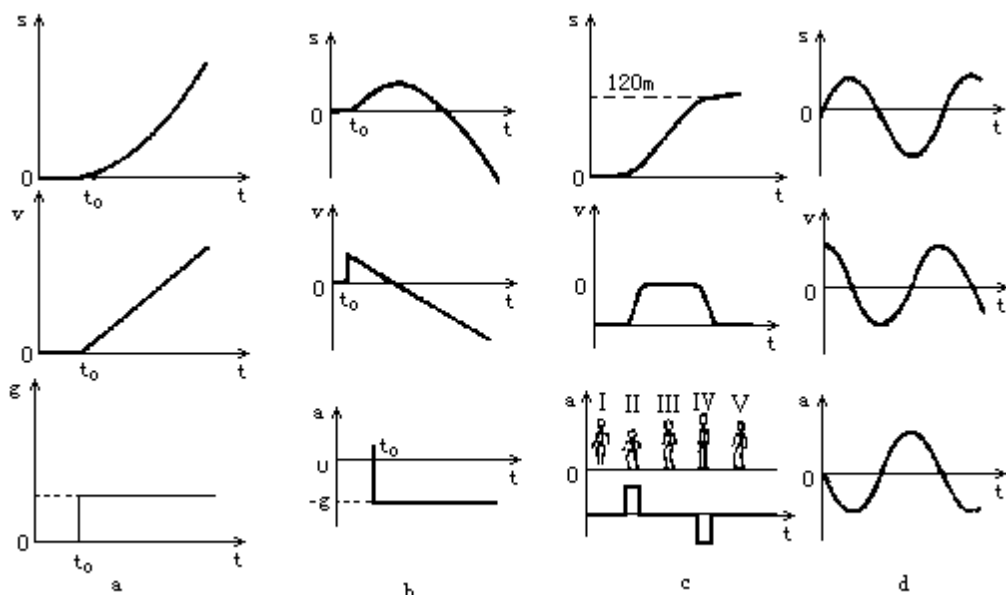 s s s s
120m
0 0 0 0
t₀ t t₀ t t t
v v v v
0 0 0 0
t₀ t t₀ t t t
g a a I II III IV V a
t₀
U 0 0
-g t t t
0
t₀ t
a b c d